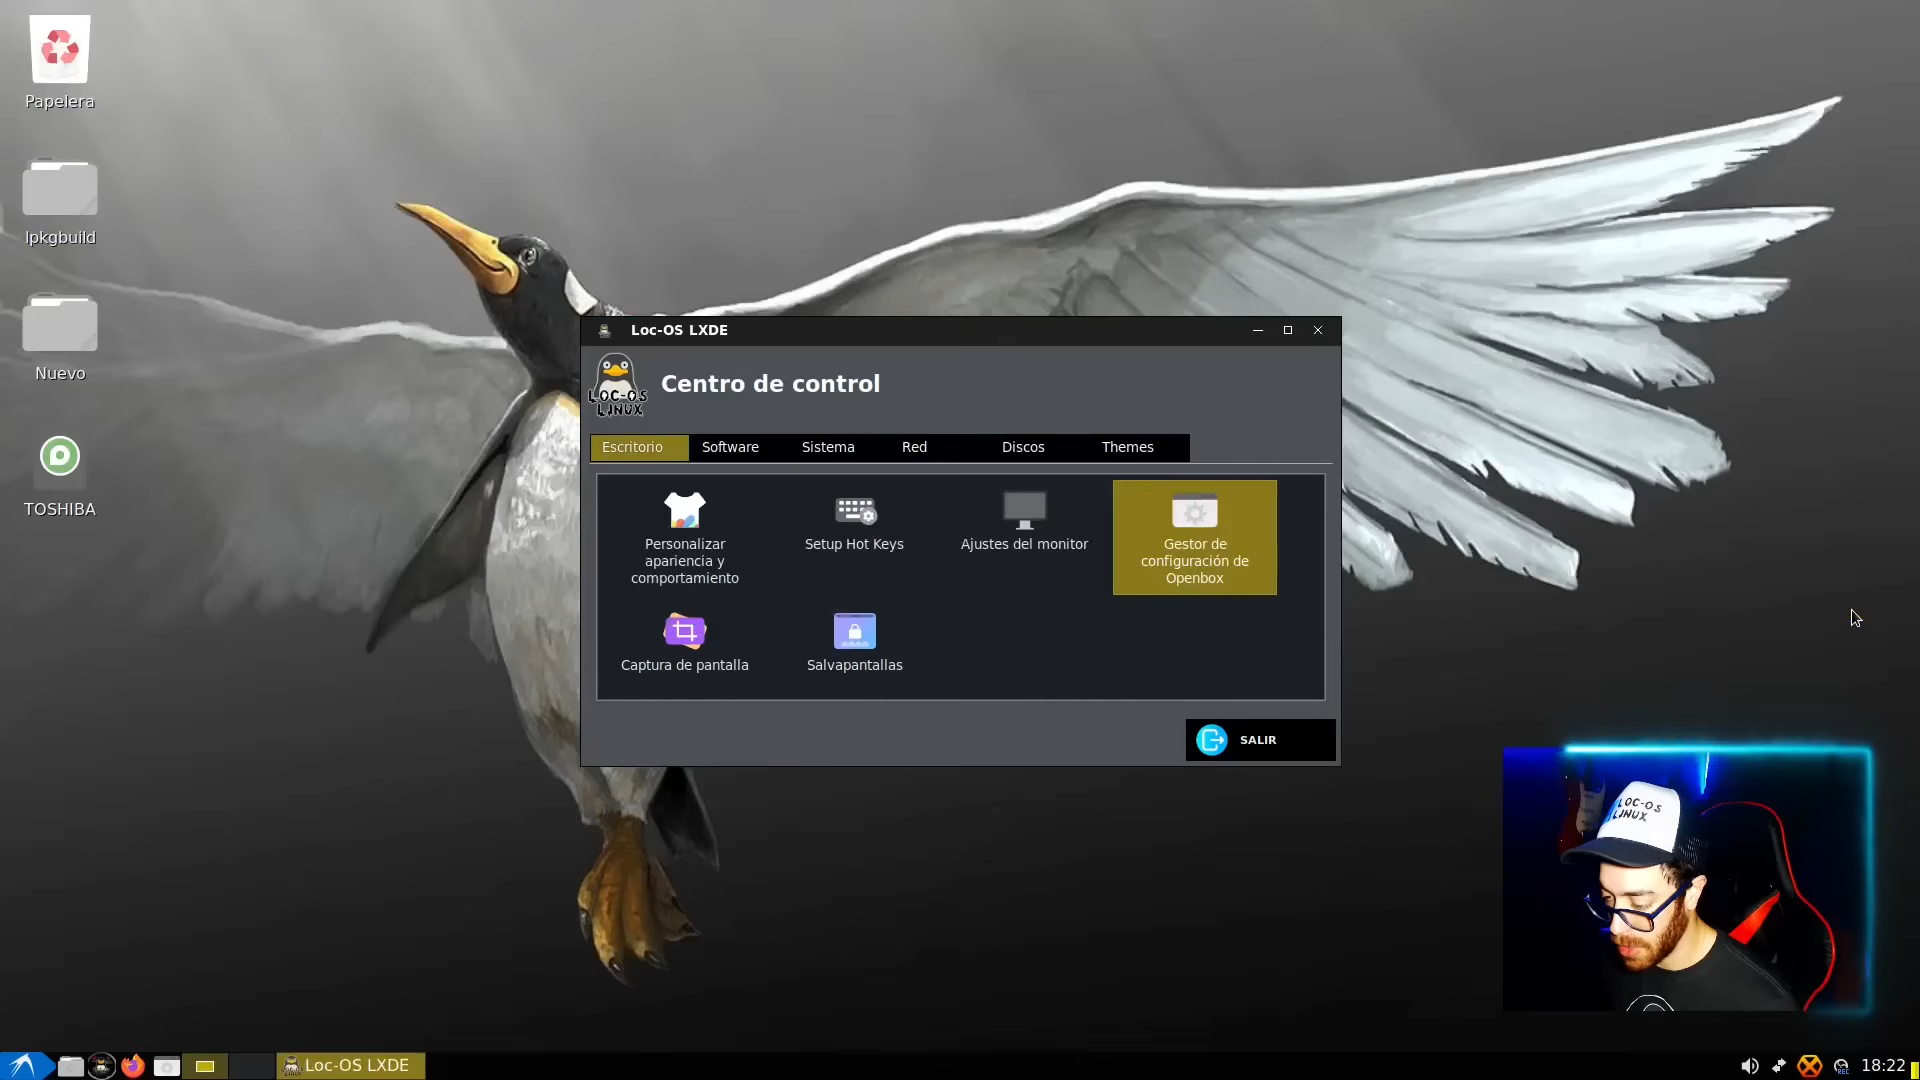 Papelera
lpkgbuild
Nuevo
TOSHIBA
Loc-OS LXDE
LOC-OS
LINUX
Centro de control
Escritorio
Software
Sistema
Red
Discos
Themes
Personalizar
apariencia y
comportamiento
Setup Hot Keys
Ajustes del monitor
Gestor de
configuración de
Openbox
Captura de pantalla
Salvapantallas
SALIR
LOC-OS
LINUX
Loc-OS LXDE
REC
18:22